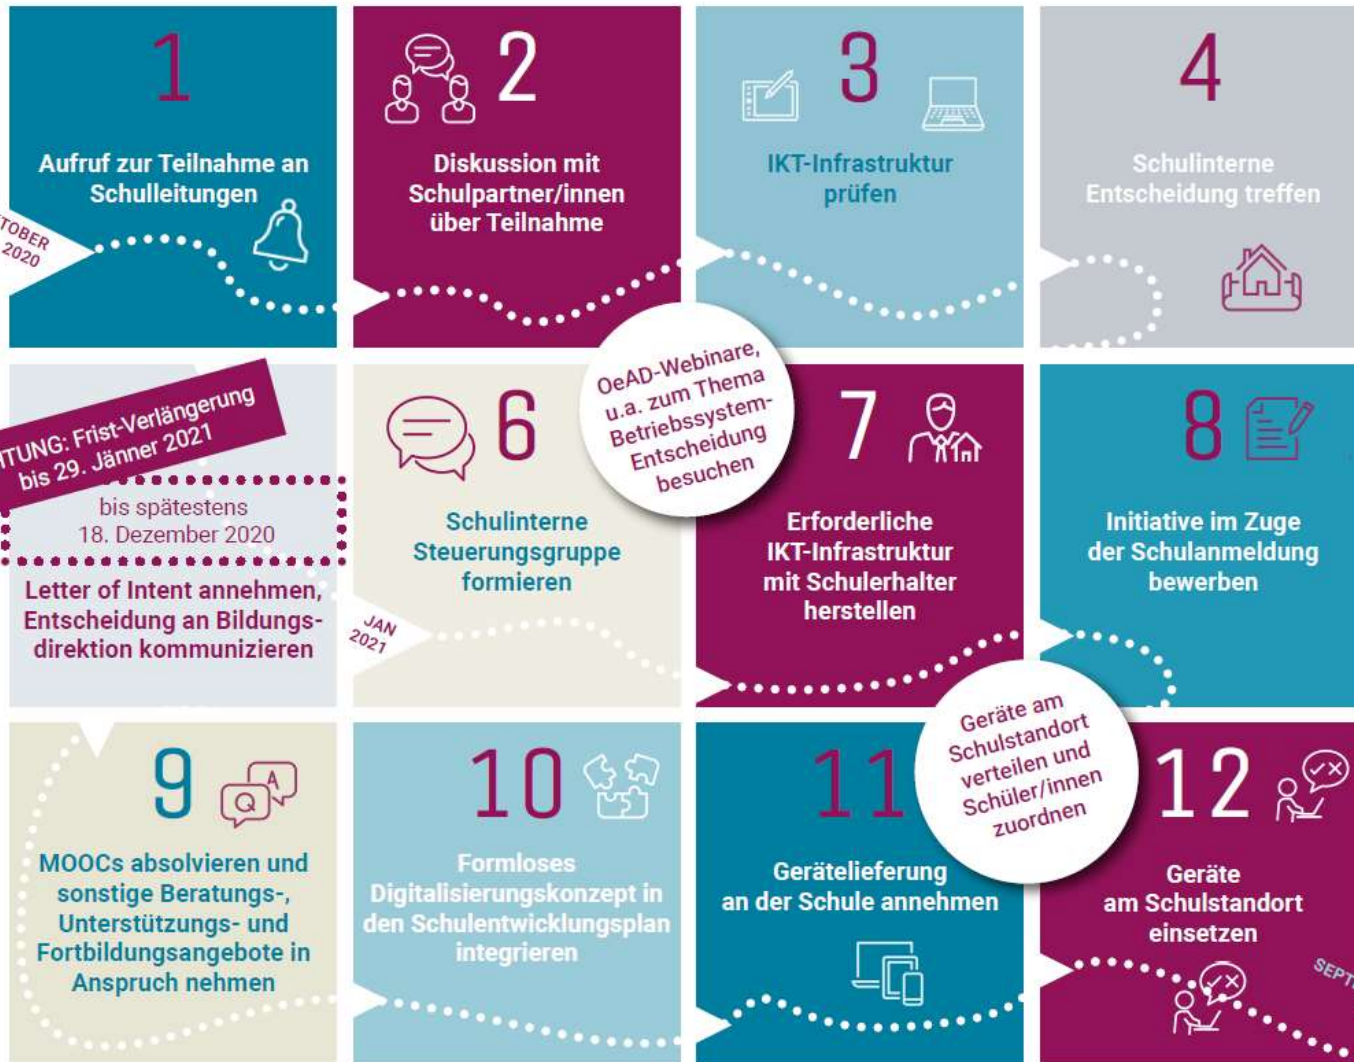 1
Aufruf zur Teilnahme an
Schulleitungen
2020
2
Diskussion mit
Schulpartner/innen
über Teilnahme
3
IKT-Infrastruktur
prüfen
4
Schulinterne
Entscheidung treffen
Frist-Verlängerung
bis 29. Jänner 2021
bis spätestens
18. Dezember 2020
Letter of Intent annehmen,
Entscheidung an Bildungs-
direktion kommunizieren
JAN
2021
6
Schulinterne
Steuerungsgruppe
formieren
OeAD-Webinare,
u.a. zum Thema
Betriebssystem-
Entscheidung
besuchen
7
Erforderliche
IKT-Infrastruktur
mit Schulerhalter
herstellen
8
Initiative im Zuge
der Schulanmeldung
bewerben
9
Q
A
MOOCs absolvieren und
sonstige Beratungs-,
Unterstützungs- und
Fortbildungsangebote in
Anspruch nehmen
10
Formloses
Digitalisierungskonzept in
den Schulentwicklungsplan
integrieren
11
Gerätelieferung
an der Schule annehmen
Geräte am
Schulstandort
verteilen und
Schüler/innen
zuordnen
12
Geräte
am Schulstandort
einsetzen